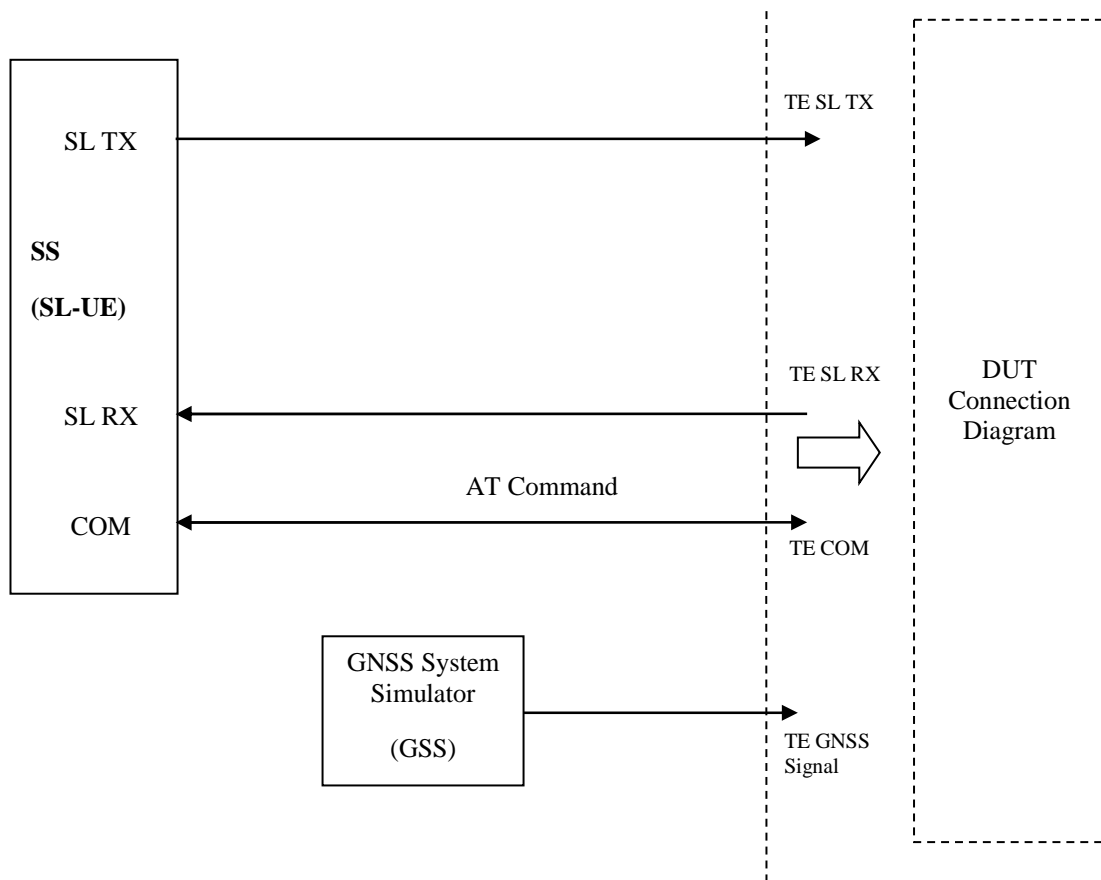 SL TX
SS
(SL-UE)
SL RX
COM
AT Command
GNSS System
Simulator
(GSS)
TE SL TX
TE SL RX
TE COM
TE GNSS
Signal
DUT
Connection
Diagram